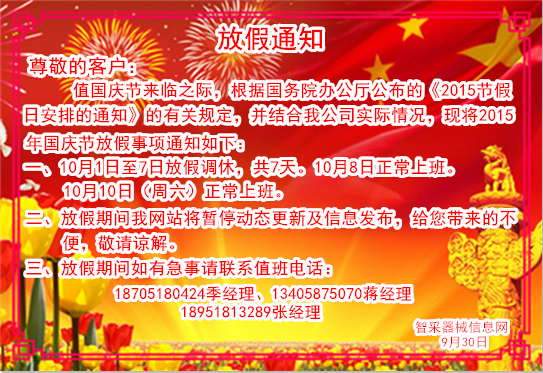 放假通知
尊敬的客户：
值国庆节来临之际，根据国务院办公厅公布的《2015节假
日安排的通知》的有关规定，并结合我公司实际情况，现将2015
年国庆节放假事项通知如下：
一、10月1日至7日放假调休，共7天。10月8日正常上班。
10月10日（周六）正常上班。
二、放假期间我网站将暂停动态更新及信息发布，给您带来的不
便，敬请谅解。
三、放假期间如有急事请联系值班电话：
18705180424季经理、13405875070蒋经理
18951813289张经理
智采器械信息网
9月30日